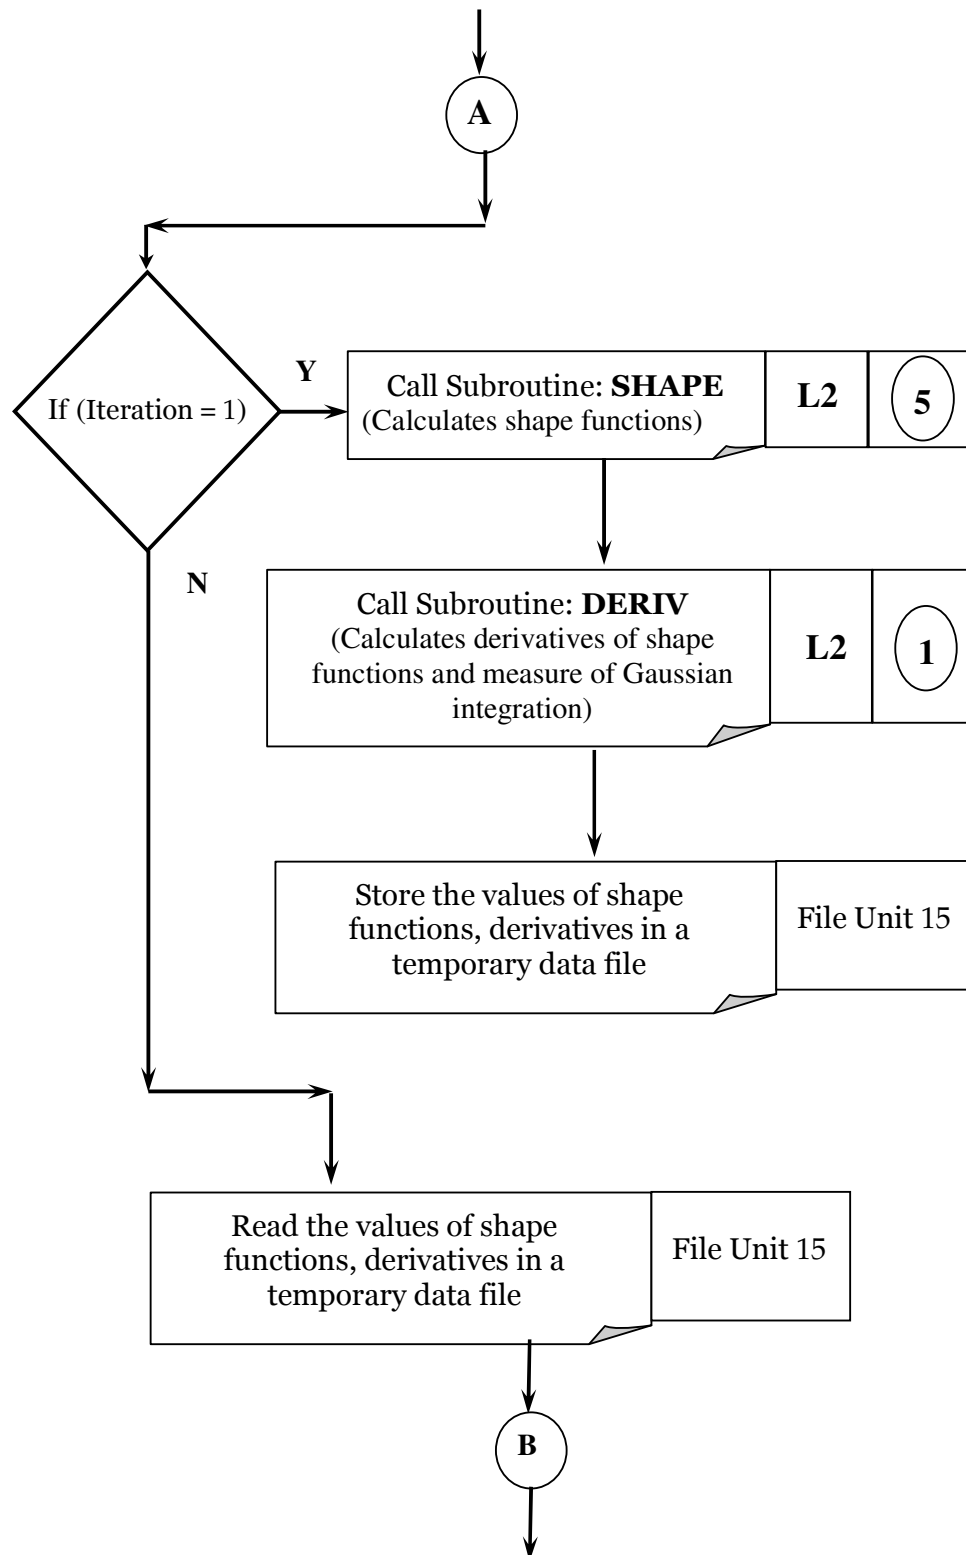 A
If (Iteration = 1)
Y
Call Subroutine: SHAPE
(Calculates shape functions)
L2
5
N
Call Subroutine: DERIV
(Calculates derivatives of shape
functions and measure of Gaussian
integration)
L2
1
Store the values of shape
functions, derivatives in a
temporary data file
File Unit 15
Read the values of shape
functions, derivatives in a
temporary data file
File Unit 15
B